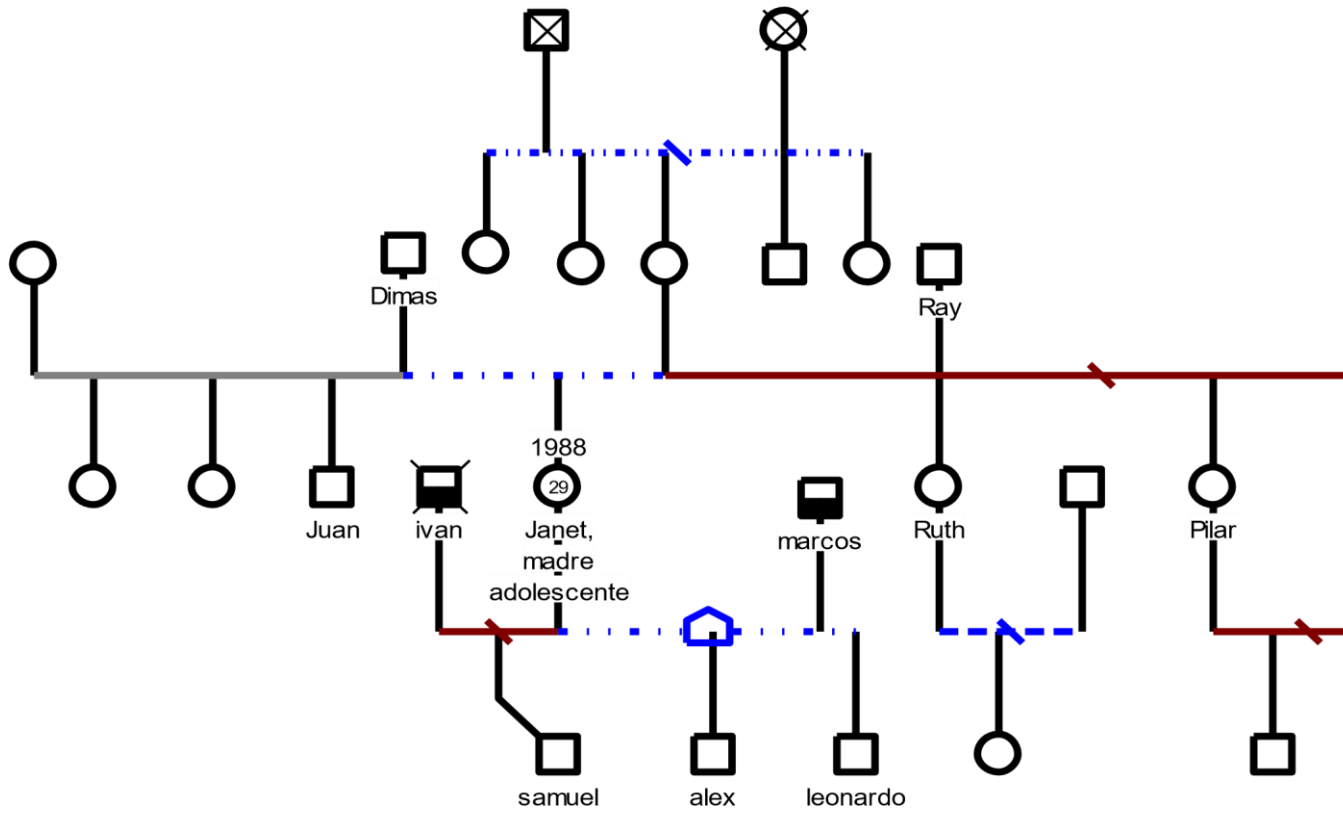 Dimas
Ray
1988
29
Juan
ivan
Janet,
madre
adolescente
marcos
Ruth
Pilar
samuel
alex
leonardo